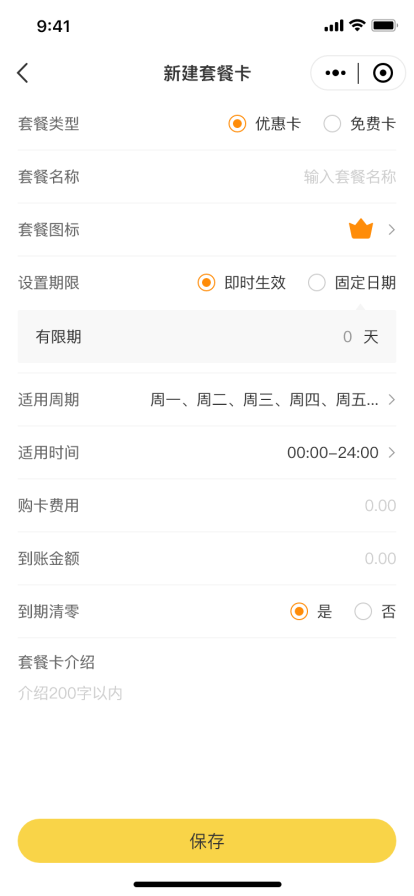 9:41
新建套餐卡
套餐类型 优惠卡 免费卡
套餐名称 输入套餐名称
套餐图标
设置期限 即时生效 固定日期
有限期 0 天
适用周期 周一、周二、周三、周四、周五...
适用时间 00:00-24:00
购卡费用 0.00
到账金额 0.00
到期清零 是 否
套餐卡介绍
介绍200字以内
保存